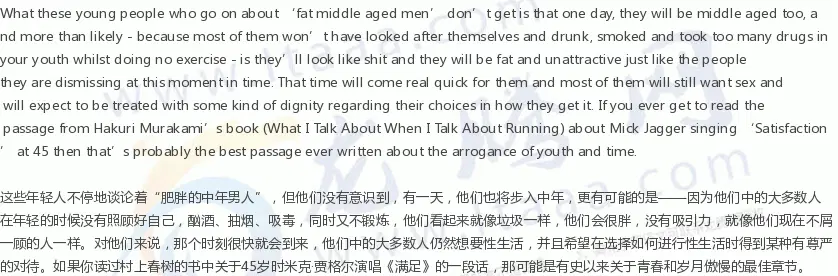 What these young people who go on about ‘fat middle aged men’ don’t get is that one day, they will be middle aged too, a
nd more than likely - because most of them won’t have looked after themselves and drunk, smoked and took too many drugs in
your youth whilst doing no exercise - is they’ll look like shit and they will be fat and unattractive just like the people
they are dismissing at this moment in time. That time will come real quick for them and most of them will still want sex and
will expect to be treated with some kind of dignity regarding their choices in how they get it. If you ever get to read the
passage from Hakuri Murakami’s book (What I Talk About When I Talk About Running) about Mick Jagger singing ‘Satisfaction
’ at 45 then that’s probably the best passage ever written about the arrogance of youth and time.
这些年轻人不停地谈论着“肥胖的中年男人”，但他们没有意识到，有一天，他们也将步入中年，更有可能的是——因为他们中的大多数人
在年轻的时候没有照顾好自己，酗酒、抽烟、吸毒，同时又不锻炼，他们看起来就像垃圾一样，他们会很胖，没有吸引力，就像他们现在不屑
一顾的人一样。对他们来说，那个时刻很快就会到来，他们中的大多数人仍然想要性生活，并且希望在选择如何进行性生活时得到某种有尊严
的对待。如果你读过村上春树的书中关于45岁时米克·贾格尔演唱《满足》的一段话，那可能是有史以来关于青春和岁月傲慢的最佳章节。
龙腾网
www.ltaaa.com